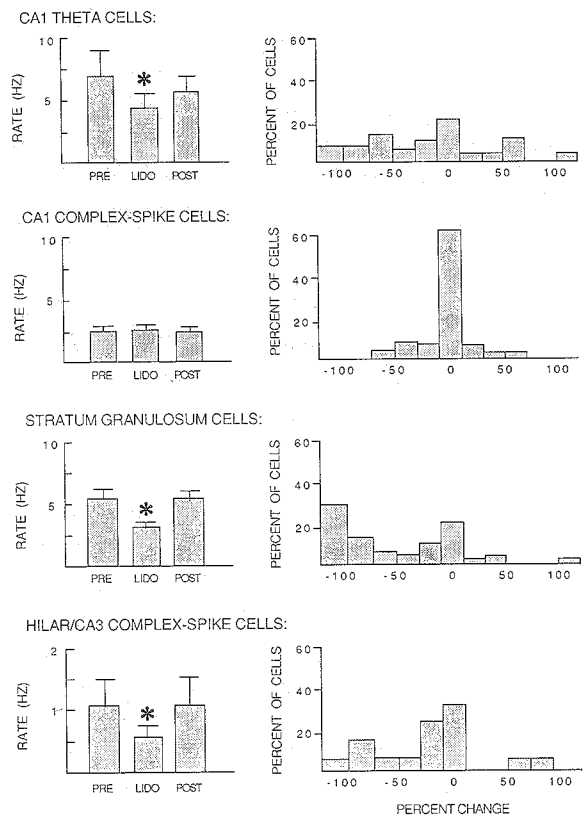 CA1 THETA CELLS:
10
5
RATE (HZ)
*
PRE LIDO POST
60
40
20
PERCENT OF CELLS
-100 -50 0 50 100
CA1 COMPLEX-SPIKE CELLS:
10
5
RATE (HZ)
PRE LIDO POST
60
40
20
PERCENT OF CELLS
-100 -50 0 50 100
STRATUM GRANULOSUM CELLS:
10
5
RATE (HZ)
*
PRE LIDO POST
60
40
20
PERCENT OF CELLS
-100 -50 0 50 100
HILAR/CA3 COMPLEX-SPIKE CELLS:
2
1
RATE (HZ)
*
PRE LIDO POST
60
40
20
PERCENT OF CELLS
-100 -50 0 50 100
PERCENT CHANGE